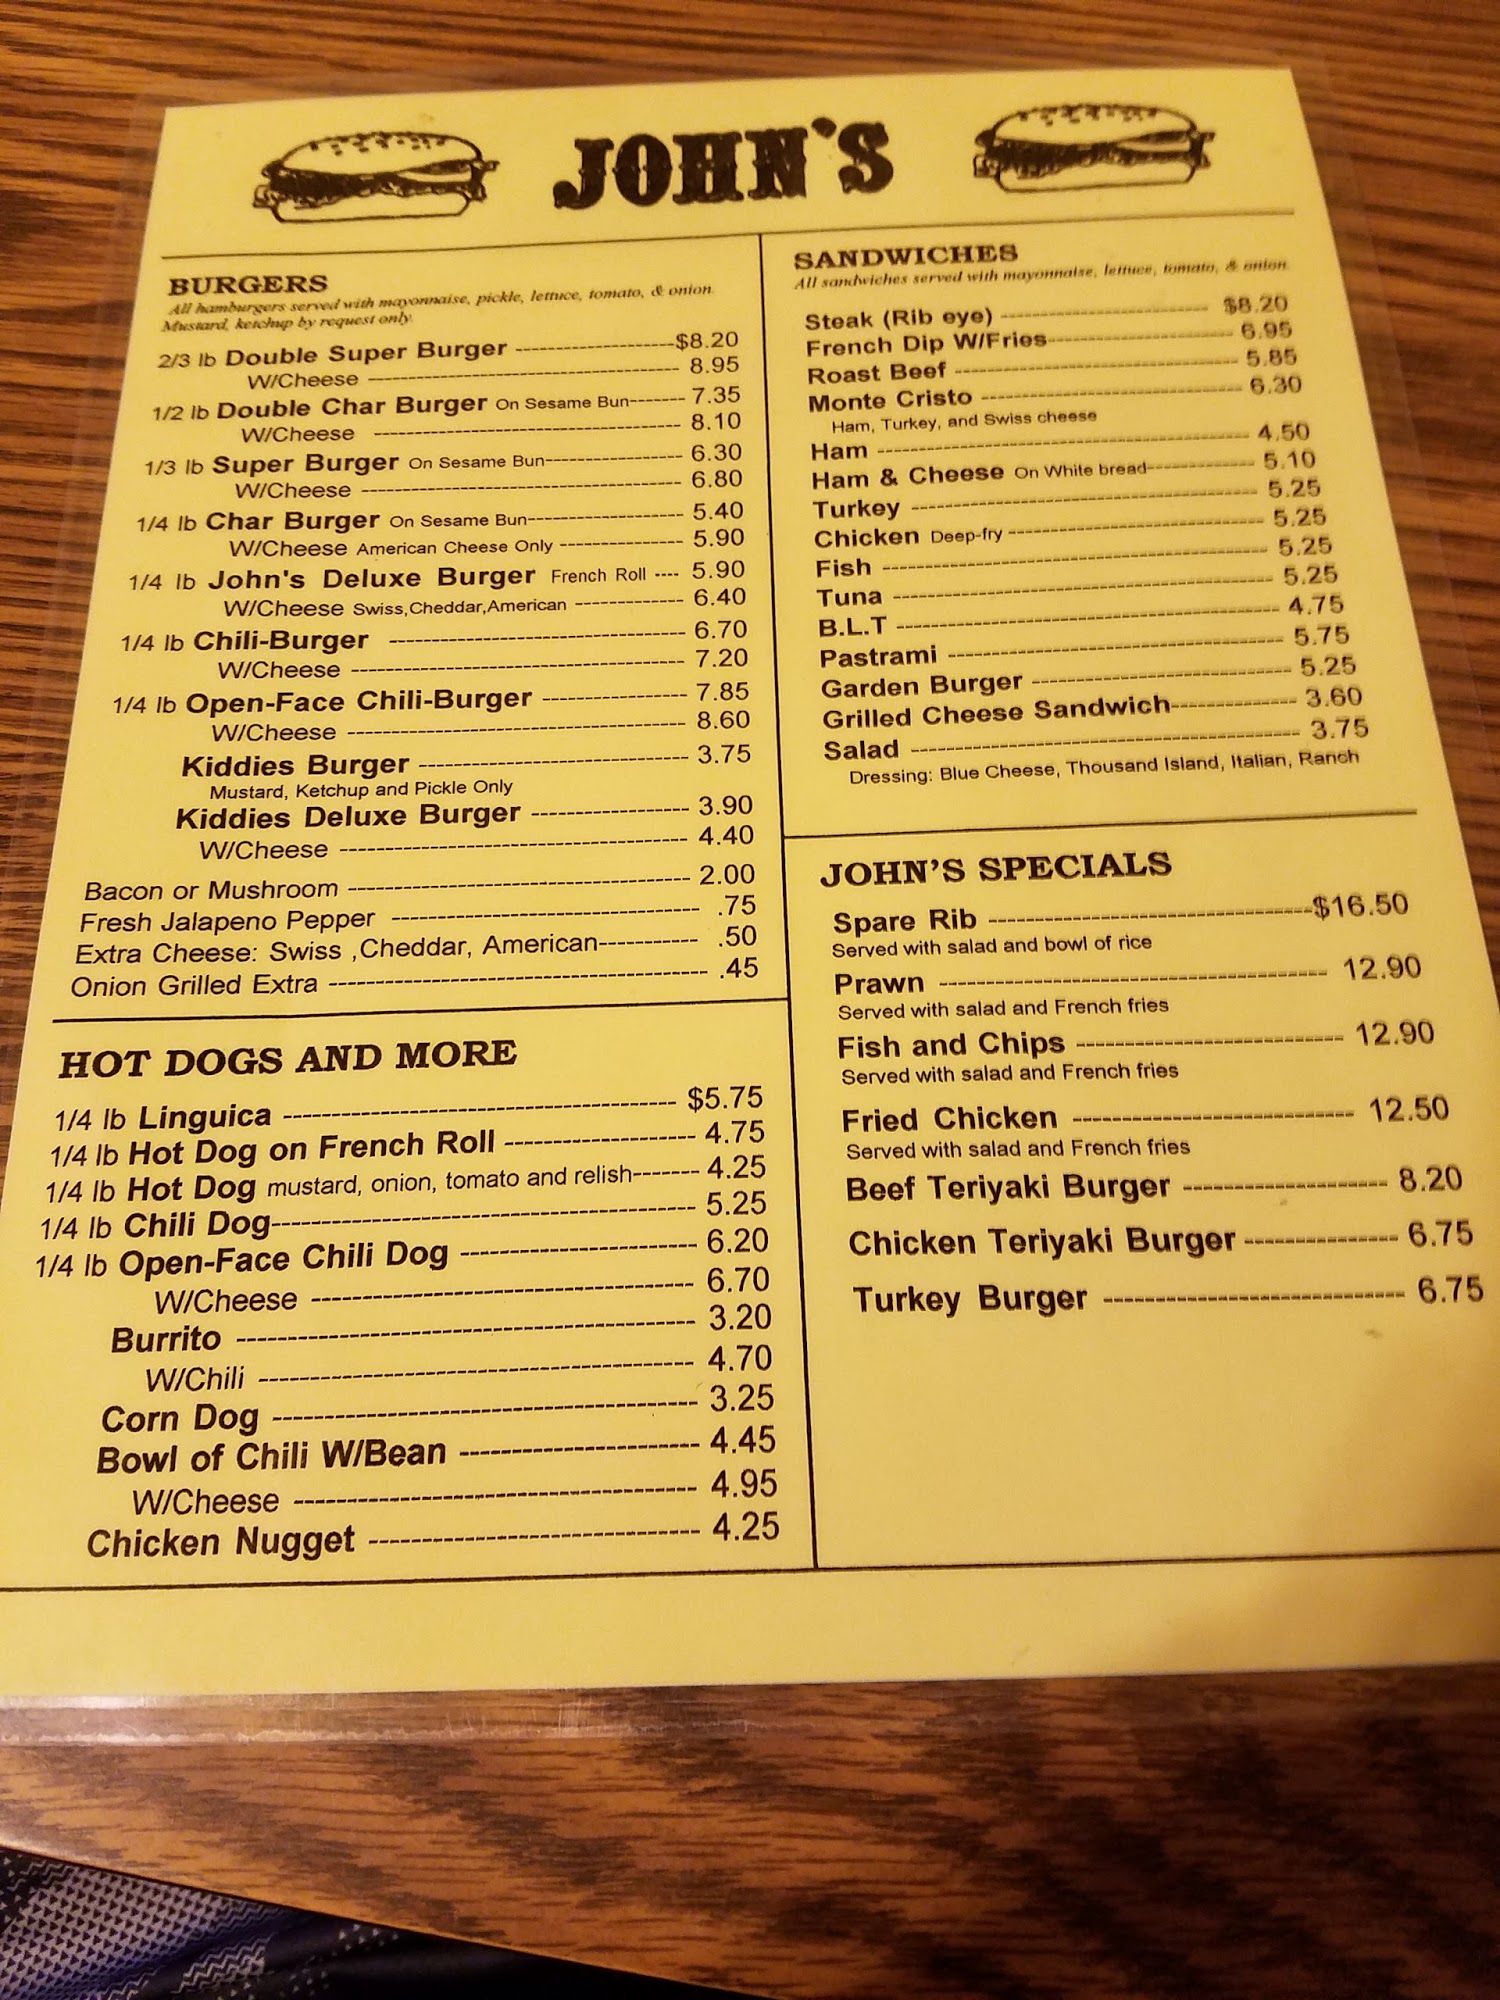 JOHN'S
BURGERS
All hamburgers served with mayonnaise, pickle, lettuce, tomato, & onion.
Mustard, ketchup by request only.
2/3 lb Double Super Burger --------------------$8.20
W/Cheese ----------------------------------- 8.95
1/2 lb Double Char Burger On Sesame Bun------- 7.35
W/Cheese ----------------------------------- 8.10
1/3 lb Super Burger On Sesame Bun---------------- 6.30
W/Cheese ------------------------------------ 6.80
1/4 lb Char Burger On Sesame Bun------------------ 5.40
W/Cheese American Cheese Only -------------- 5.90
1/4 lb John's Deluxe Burger French Roll ---- 5.90
W/Cheese Swiss,Cheddar,American ------------ 6.40
1/4 lb Chili-Burger ---------------------------------- 6.70
W/Cheese -------------------------------------- 7.20
1/4 lb Open-Face Chili-Burger ----------------- 7.85
W/Cheese --------------------------------------- 8.60
Kiddies Burger ------------------------------- 3.75
Mustard, Ketchup and Pickle Only
Kiddies Deluxe Burger ------------------ 3.90
W/Cheese ---------------------------------------- 4.40
Bacon or Mushroom --------------------------------------- 2.00
Fresh Jalapeno Pepper ----------------------------------- .75
Extra Cheese: Swiss ,Cheddar, American----------- .50
Onion Grilled Extra ------------------------------------------- .45
HOT DOGS AND MORE
1/4 lb Linguica --------------------------------------- $5.75
1/4 lb Hot Dog on French Roll ------------------- 4.75
1/4 lb Hot Dog mustard, onion, tomato and relish------- 4.25
1/4 lb Chili Dog------------------------------------------ 5.25
1/4 lb Open-Face Chili Dog ----------------------- 6.20
W/Cheese -------------------------------------- 6.70
Burrito ---------------------------------------------- 3.20
W/Chili ------------------------------------------- 4.70
Corn Dog ------------------------------------------ 3.25
Bowl of Chili W/Bean ------------------------ 4.45
W/Cheese --------------------------------------- 4.95
Chicken Nugget -------------------------------- 4.25
SANDWICHES
All sandwiches served with mayonnaise, lettuce, tomato, & onion.
Steak (Rib eye) ----------------------- $8.20
French Dip W/Fries-------------------- 6.95
Roast Beef ------------------------------- 5.85
Monte Cristo ----------------------------- 6.30
Ham, Turkey, and Swiss cheese
Ham ----------------------------------------- 4.50
Ham & Cheese On White bread------------ 5.10
Turkey -------------------------------------- 5.25
Chicken Deep-fry ---------------------------- 5.25
Fish ------------------------------------------ 5.25
Tuna ----------------------------------------- 5.25
B.L.T ----------------------------------------- 4.75
Pastrami ------------------------------------- 5.75
Garden Burger ----------------------------- 5.25
Grilled Cheese Sandwich-------------- 3.60
Salad ------------------------------------------ 3.75
Dressing: Blue Cheese, Thousand Island, Italian, Ranch
JOHN'S SPECIALS
Spare Rib ----------------------------------$16.50
Served with salad and bowl of rice
Prawn --------------------------------------- 12.90
Served with salad and French fries
Fish and Chips --------------------------- 12.90
Served with salad and French fries
Fried Chicken --------------------------- 12.50
Served with salad and French fries
Beef Teriyaki Burger ------------------- 8.20
Chicken Teriyaki Burger-------------- 6.75
Turkey Burger ---------------------------- 6.75